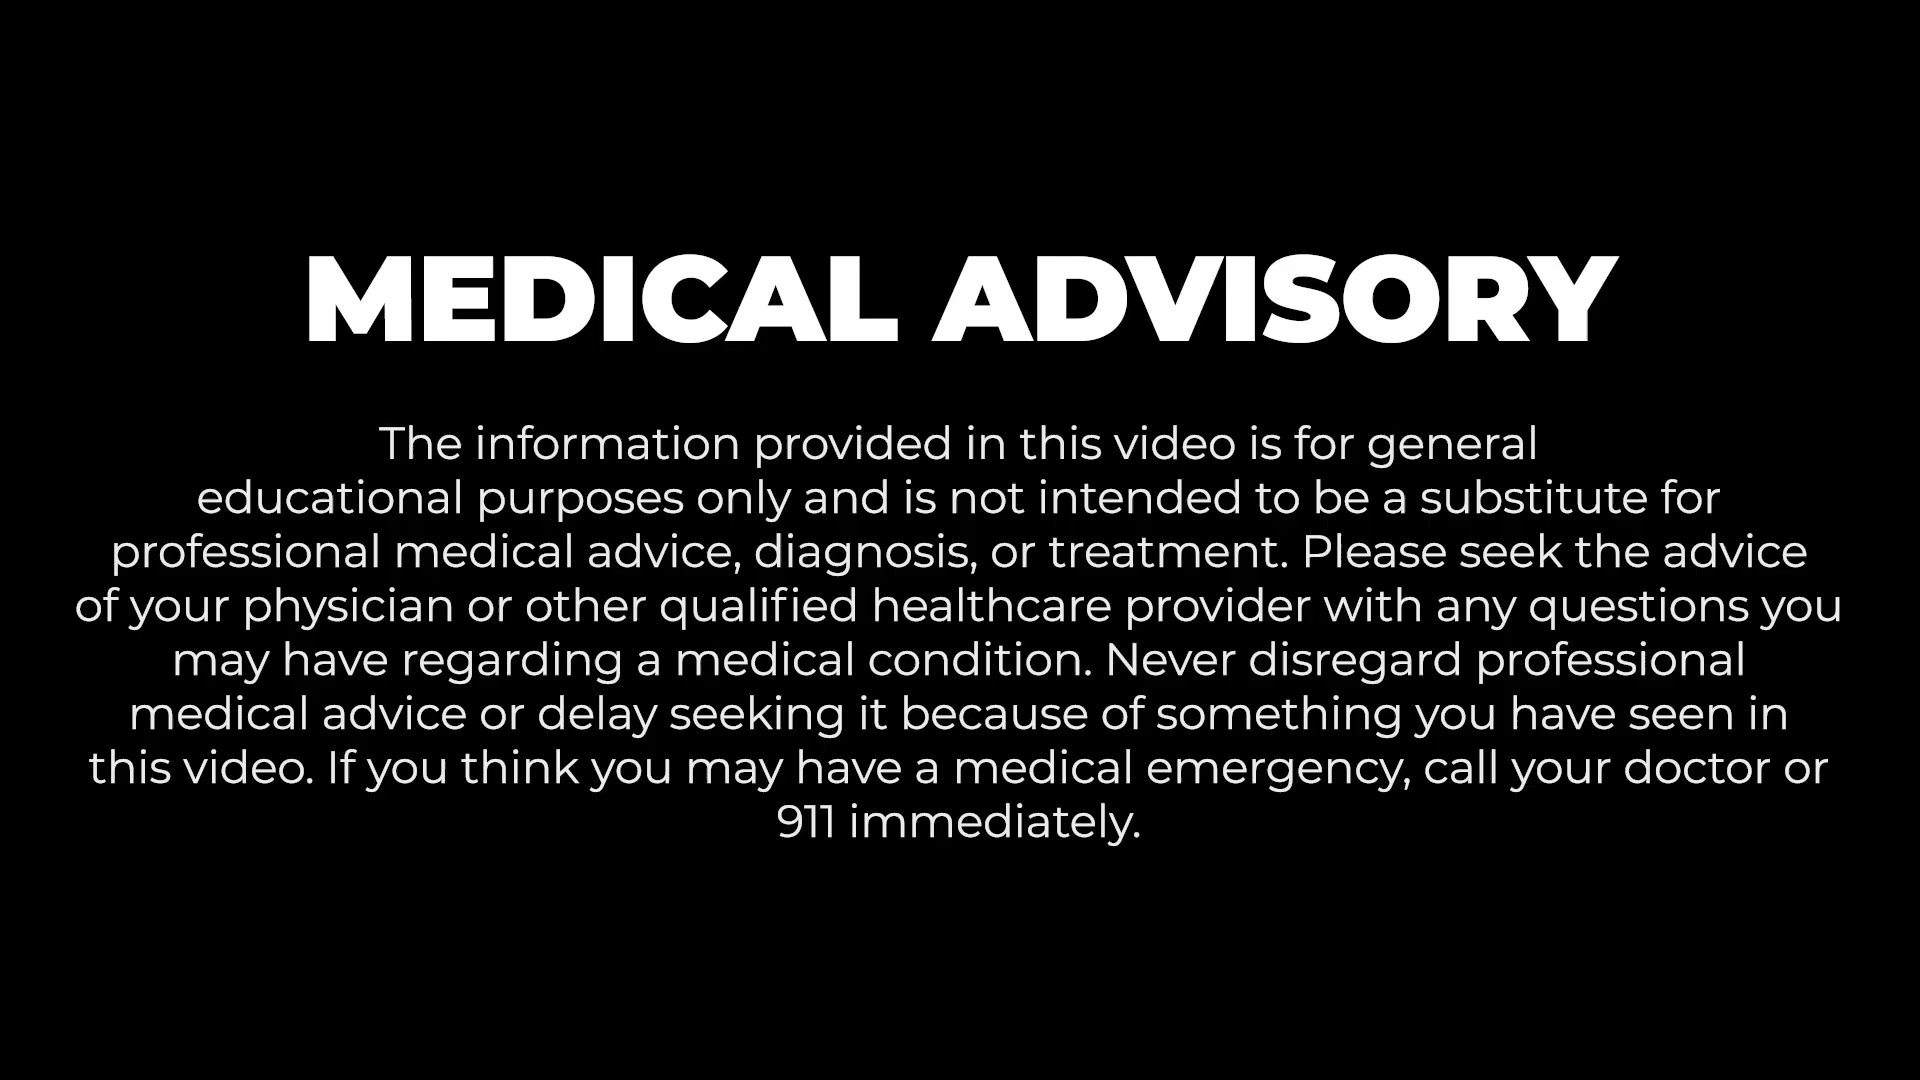 MEDICAL ADVISORY
The information provided in this video is for general
educational purposes only and is not intended to be a substitute for
professional medical advice, diagnosis, or treatment. Please seek the advice
of your physician or other qualified healthcare provider with any questions you
may have regarding a medical condition. Never disregard professional
medical advice or delay seeking it because of something you have seen in
this video. If you think you may have a medical emergency, call your doctor or
911 immediately.